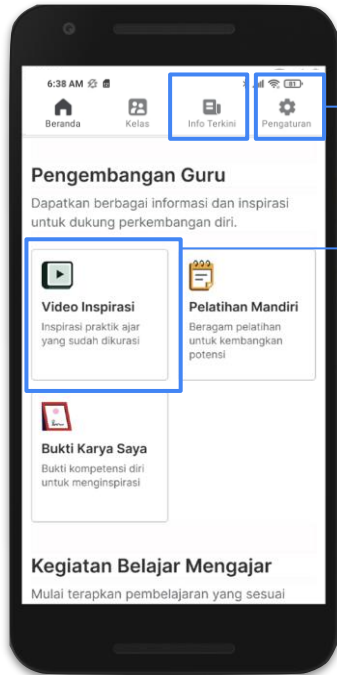 6:38 AM
81
Beranda
Kelas
Info Terkini
Pengaturan
Pengembangan Guru
Dapatkan berbagai informasi dan inspirasi
untuk dukung perkembangan diri.
Video Inspirasi
Inspirasi praktik ajar
yang sudah dikurasi
Pelatihan Mandiri
Beragam pelatihan
untuk kembangkan
potensi
Bukti Karya Saya
Bukti kompetensi diri
untuk menginspirasi
Kegiatan Belajar Mengajar
Mulai terapkan pembelajaran yang sesuai